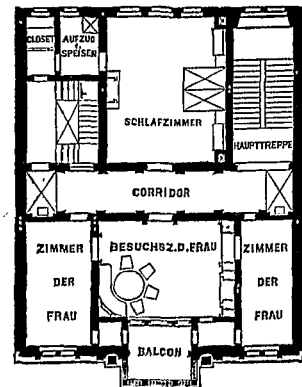 CLOSET
AUFZUG
f.
SPEISEN
SCHLAFZIMMER
HAUPTTREPPE
CORRIDOR
ZIMMER
DER
FRAU
BESUCHSZ.D.FRAU
ZIMMER
DER
FRAU
BALCON